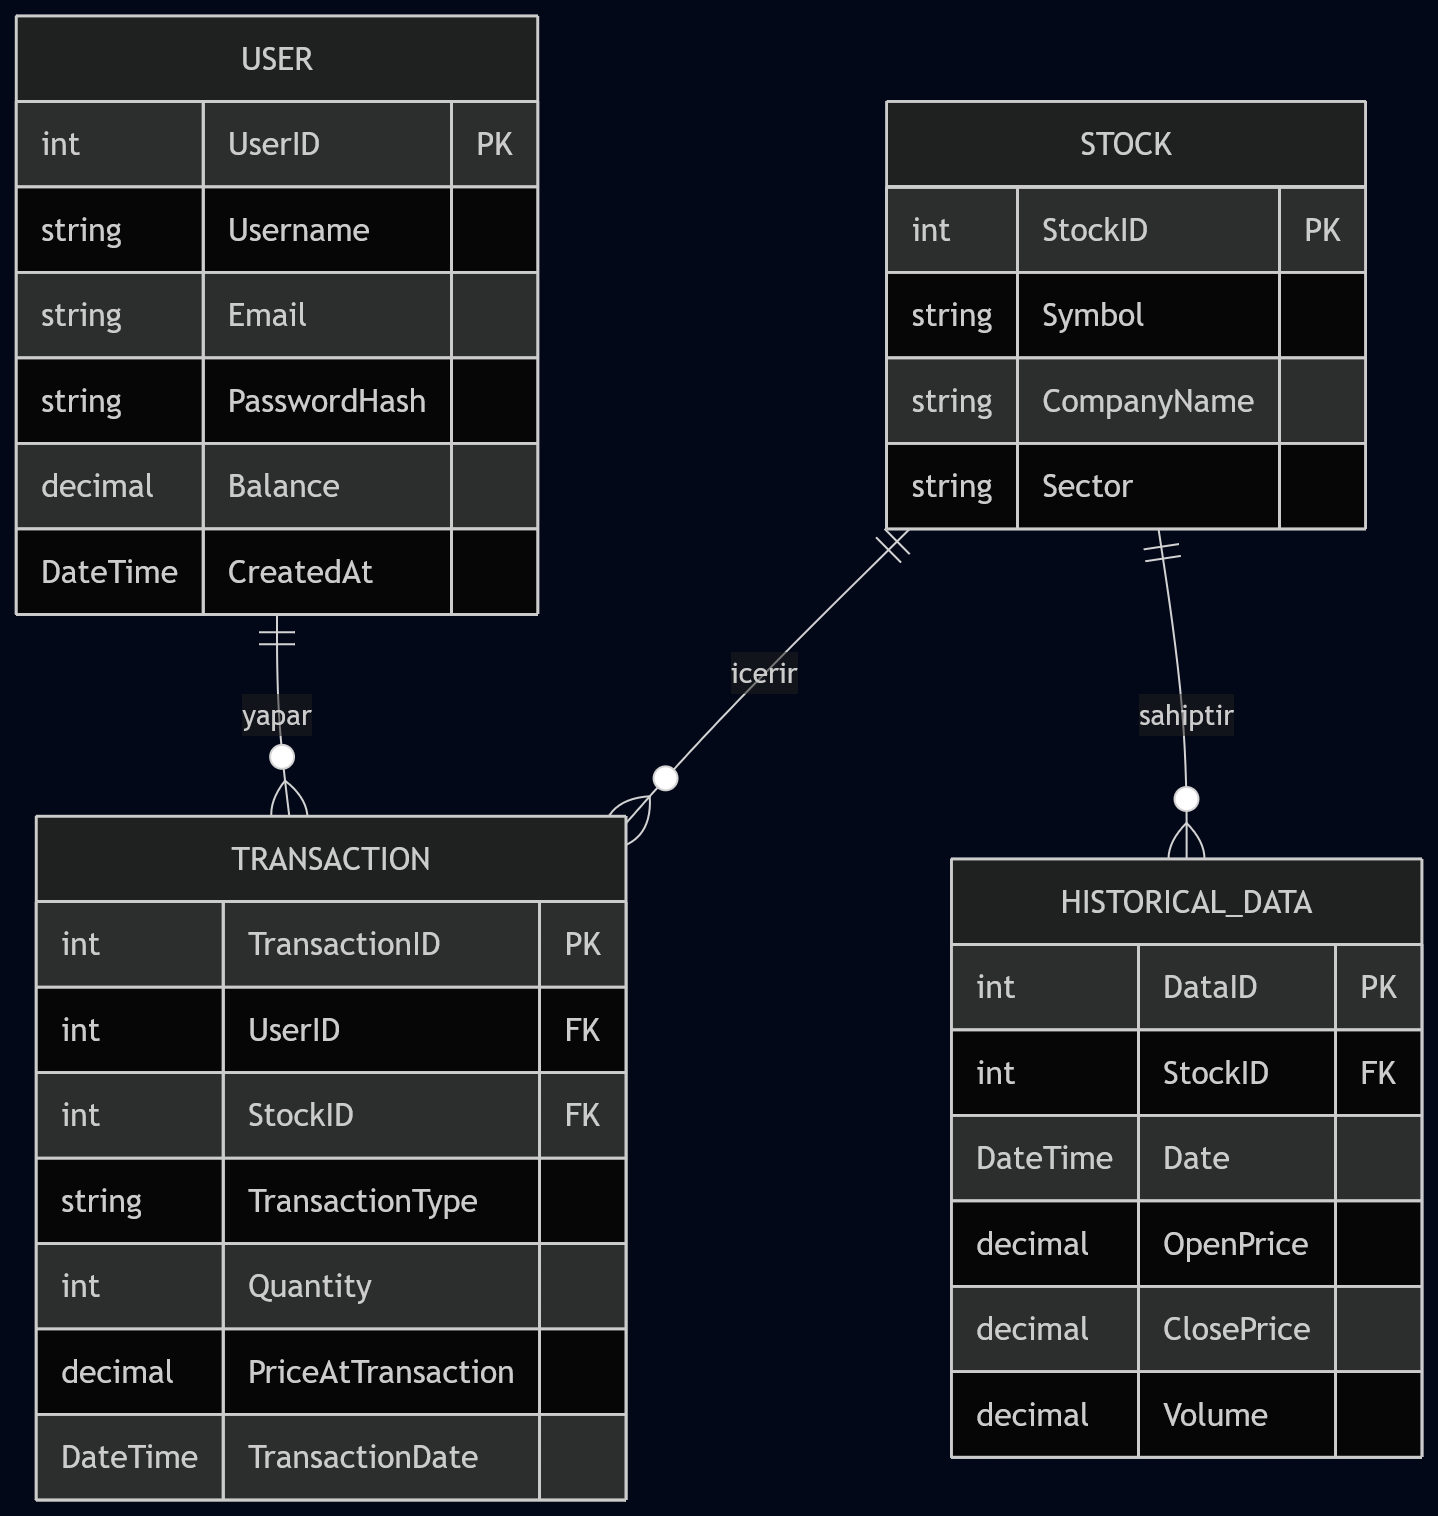 USER
int UserID PK
string Username
string Email
string PasswordHash
decimal Balance
DateTime CreatedAt
STOCK
int StockID PK
string Symbol
string CompanyName
string Sector
yapar
icerir
sahiptir
TRANSACTION
int TransactionID PK
int UserID FK
int StockID FK
string TransactionType
int Quantity
decimal PriceAtTransaction
DateTime TransactionDate
HISTORICAL_DATA
int DataID PK
int StockID FK
DateTime Date
decimal OpenPrice
decimal ClosePrice
decimal Volume